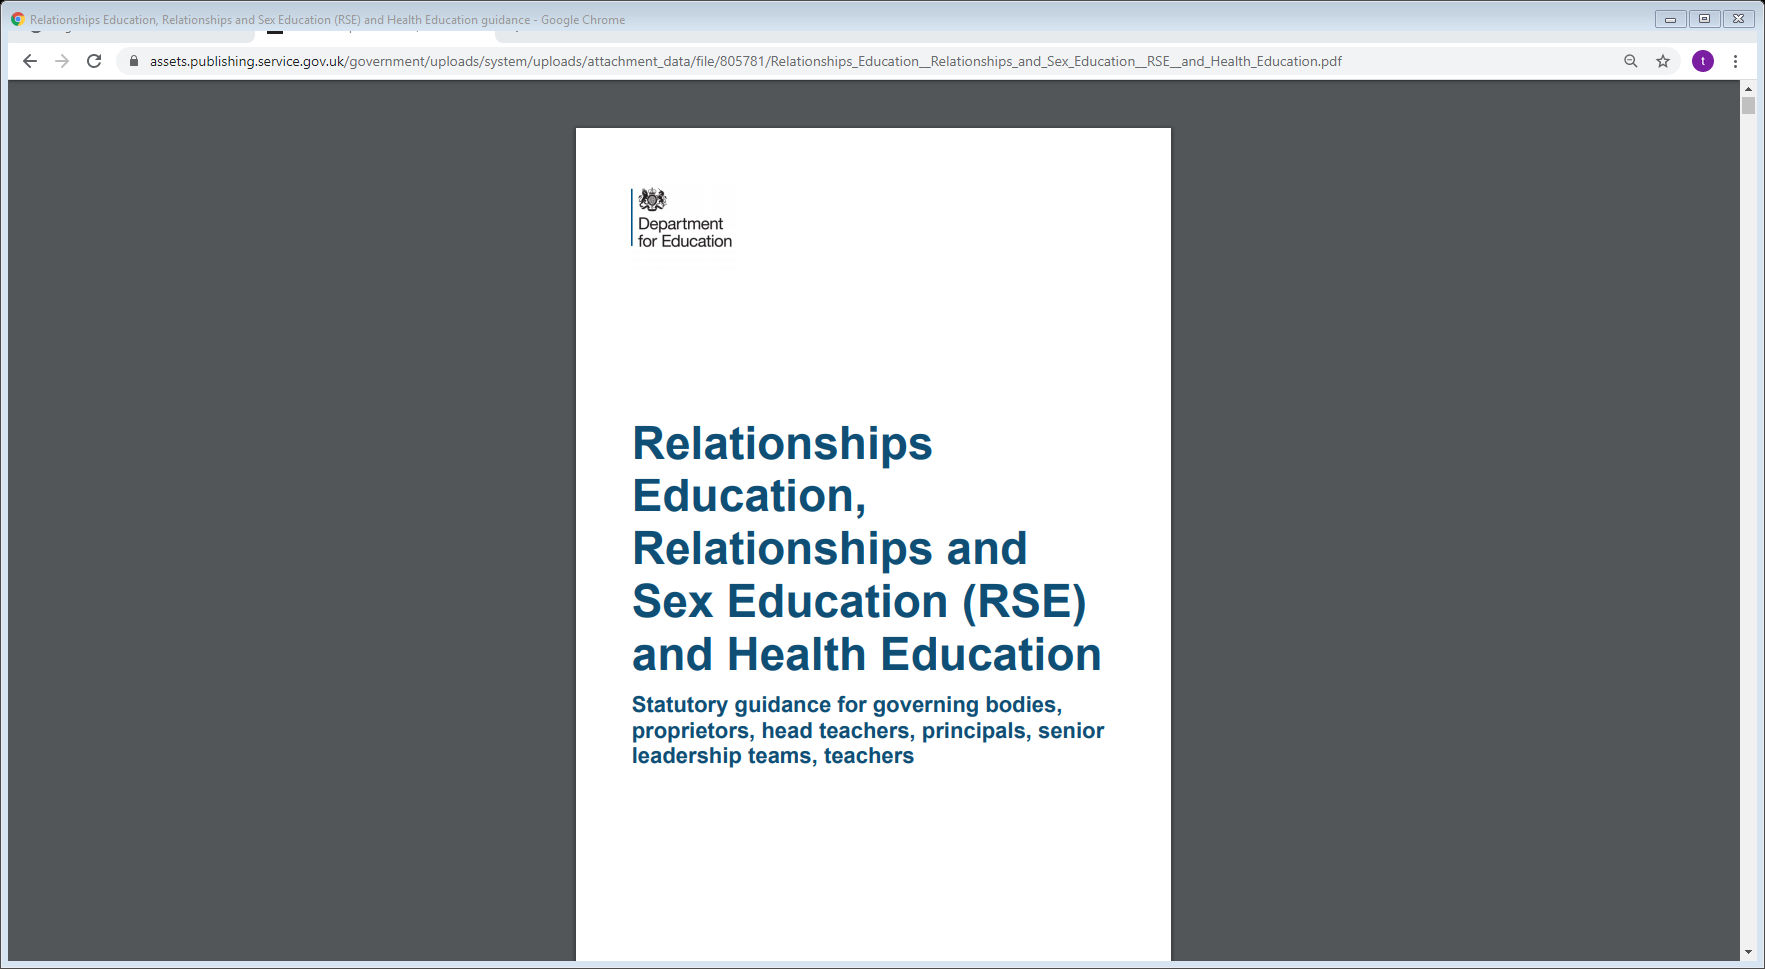 Relationships Education, Relationships and Sex Education (RSE) and Health Education guidance - Google Chrome
assets.publishing.service.gov.uk/government/uploads/system/uploads/attachment_data/file/805781/Relationships_Education__Relationships_and_Sex_Education__RSE__and_Health_Education.pdf
t
Department
for Education
Relationships
Education,
Relationships and
Sex Education (RSE)
and Health Education
Statutory guidance for governing bodies,
proprietors, head teachers, principals, senior
leadership teams, teachers